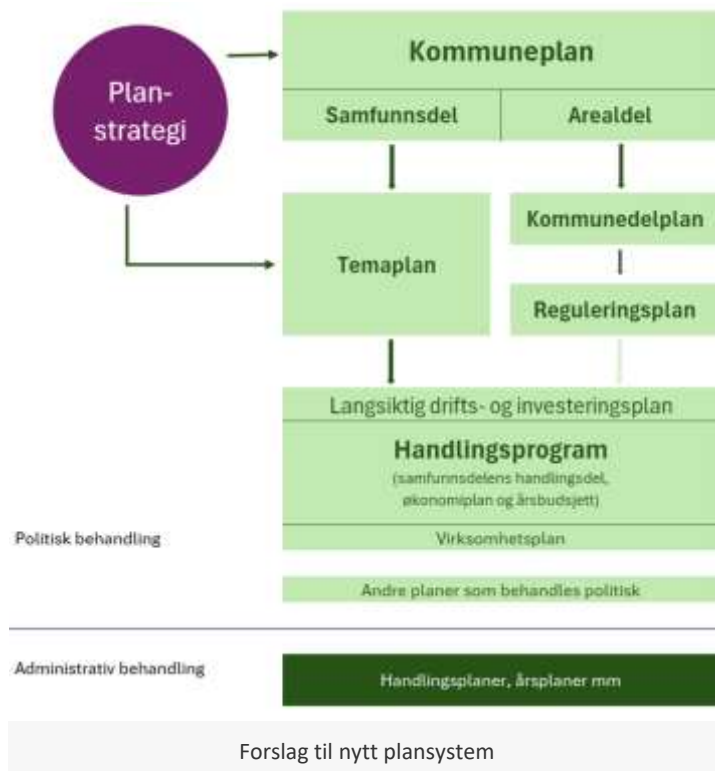 Plan-
strategi
Kommuneplan
Samfunnsdel
Arealdel
Temaplan
Kommunedelplan
Reguleringsplan
Langsiktig drifts- og investeringsplan
Handlingsprogram
(samfunnsdelens handlingsdel,
økonomiplan og årsbudsjett)
Politisk behandling
Virksomhetsplan
Andre planer som behandles politisk
Administrativ behandling
Handlingsplaner, årsplaner mm
Forslag til nytt plansystem